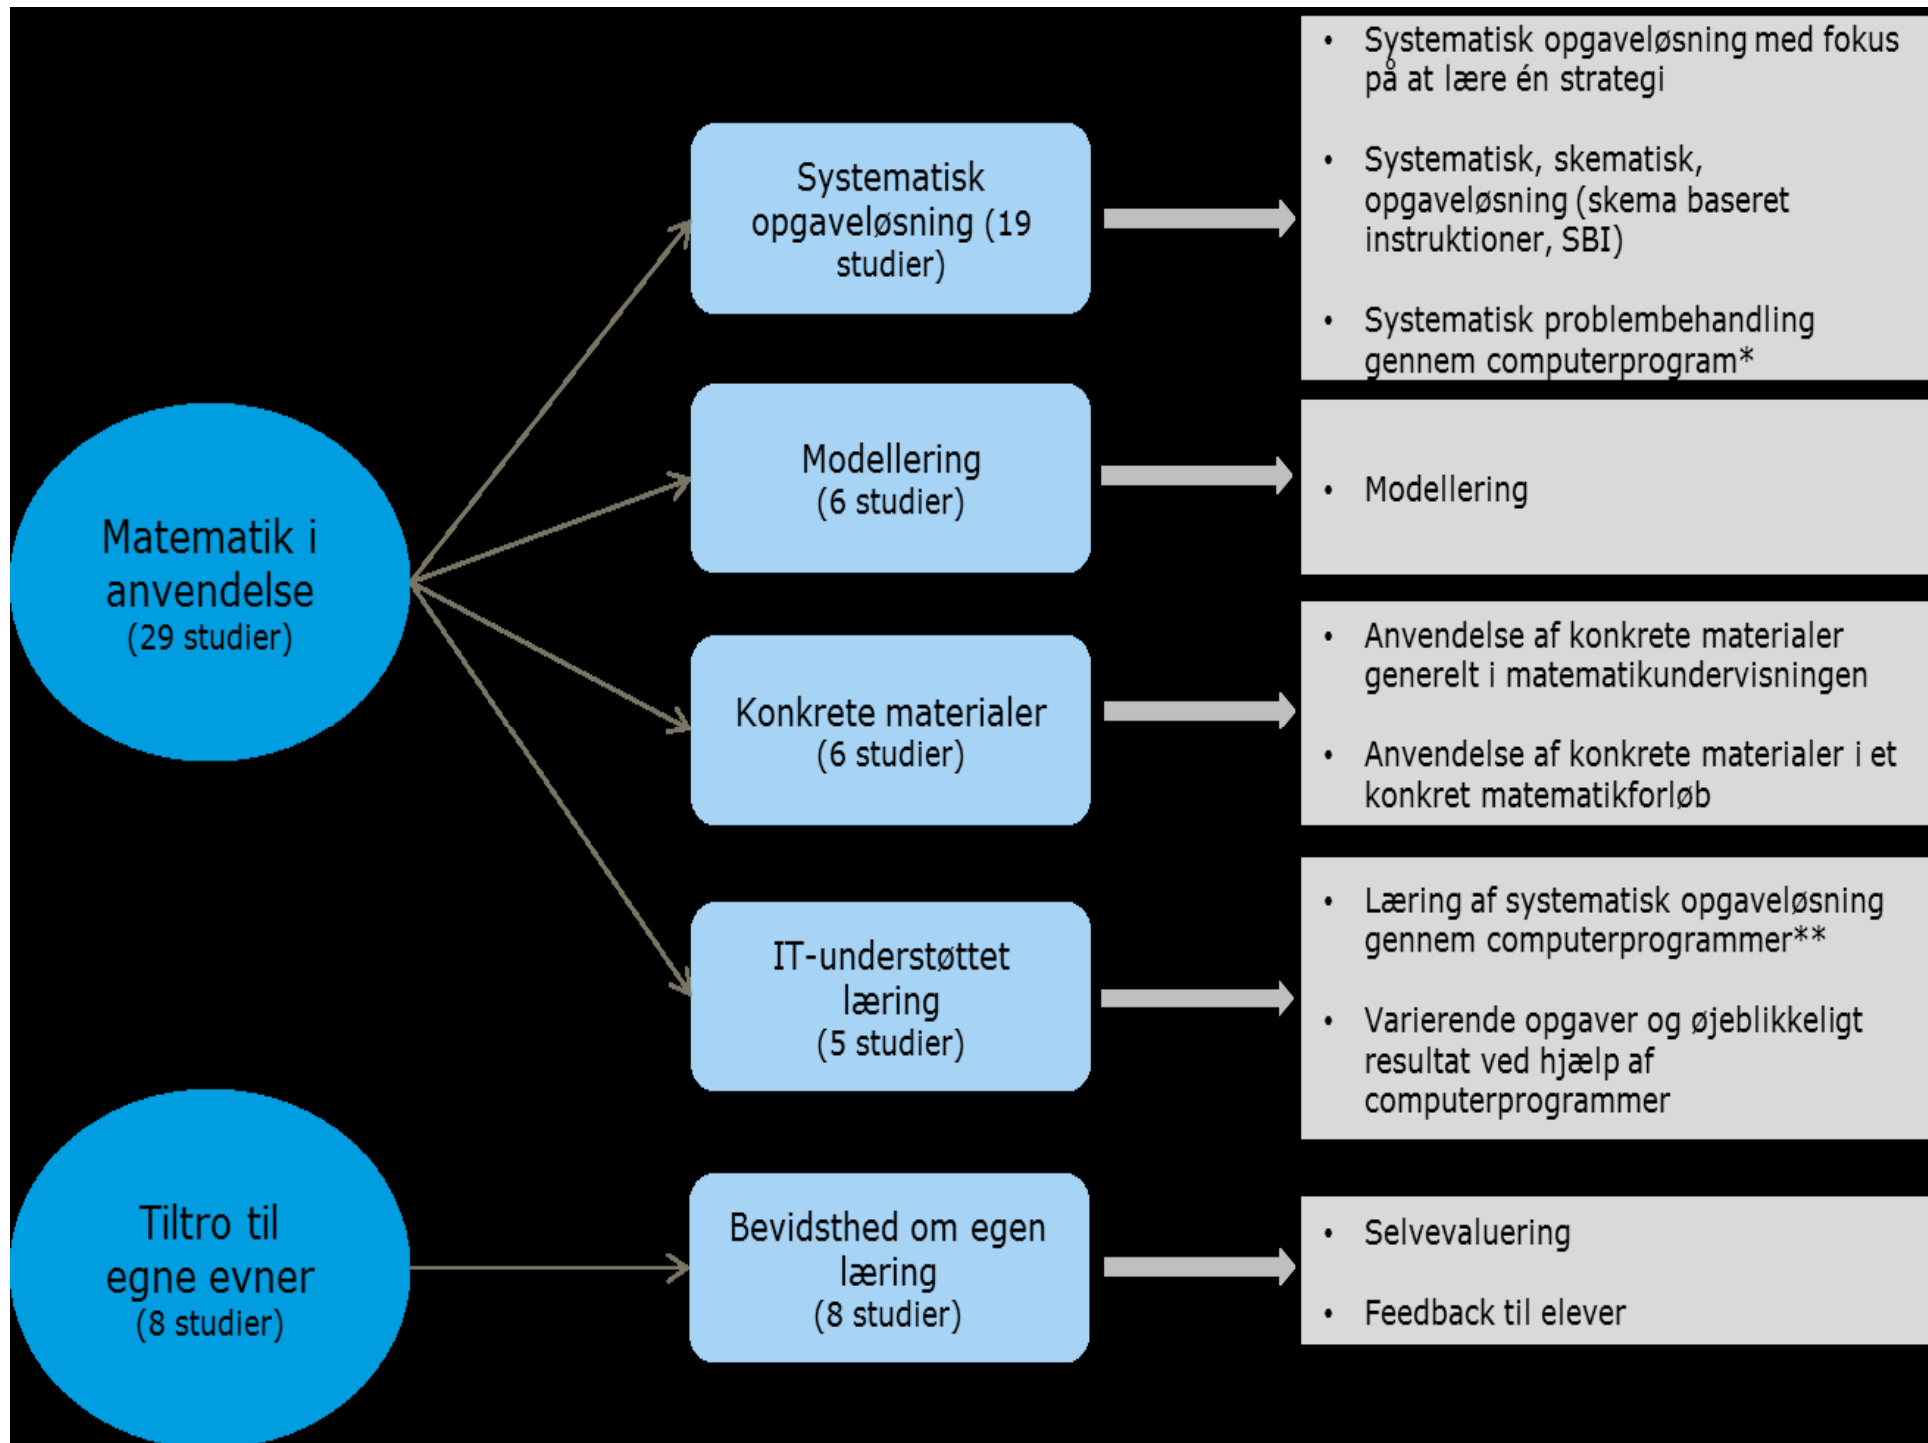 Matematik i
anvendelse
(29 studier)
Systematisk
opgaveløsning (19
studier)
• Systematisk opgaveløsning med fokus
på at lære én strategi
• Systematisk, skematisk,
opgaveløsning (skema baseret
instruktioner, SBI)
• Systematisk problembehandling
gennem computerprogram*
Modellering
(6 studier)
• Modellering
Konkrete materialer
(6 studier)
• Anvendelse af konkrete materialer
generelt i matematikundervisningen
• Anvendelse af konkrete materialer i et
konkret matematikforløb
IT-understøttet
læring
(5 studier)
• Læring af systematisk opgaveløsning
gennem computerprogrammer**
• Varierende opgaver og øjeblikkeligt
resultat ved hjælp af
computerprogrammer
Tiltro til
egne evner
(8 studier)
Bevidsthed om egen
læring
(8 studier)
• Selvevaluering
• Feedback til elever